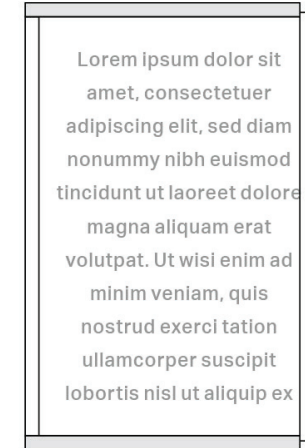 Lorem ipsum dolor sit
amet, consectetuer
adipiscing elit, sed diam
nonummy nibh euismod
tincidunt ut laoreet dolore
magna aliquam erat
volutpat. Ut wisi enim ad
minim veniam, quis
nostrud exerci tation
ullamcorper suscipit
lobortis nisl ut aliquip ex